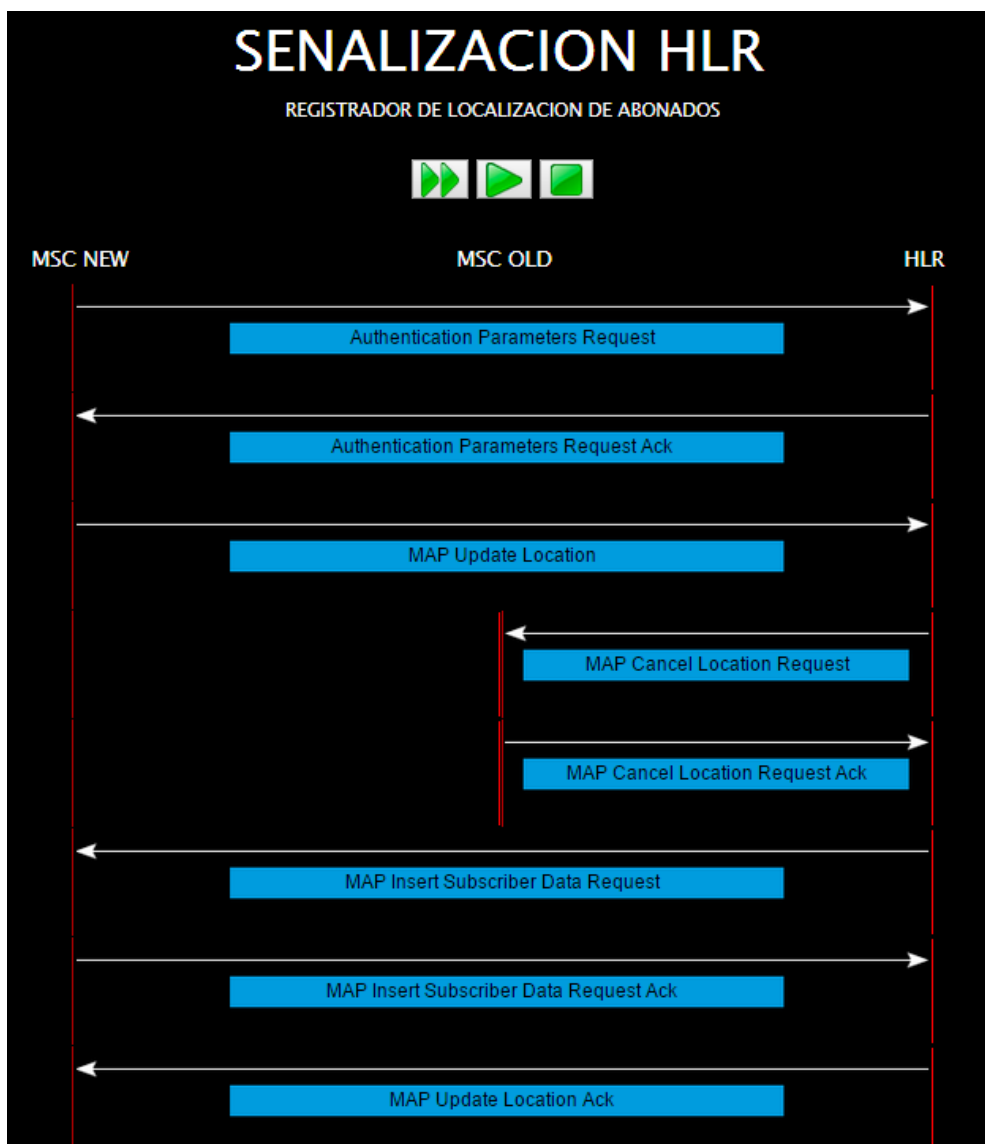 SENALIZACION HLR
REGISTRADOR DE LOCALIZACION DE ABONADOS
MSC NEW MSC OLD HLR
Authentication Parameters Request
Authentication Parameters Request Ack
MAP Update Location
MAP Cancel Location Request
MAP Cancel Location Request Ack
MAP Insert Subscriber Data Request
MAP Insert Subscriber Data Request Ack
MAP Update Location Ack